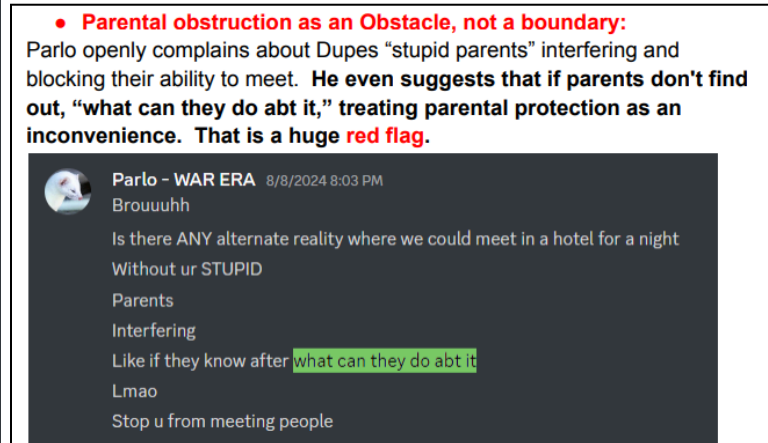 ● Parental obstruction as an Obstacle, not a boundary:
Parlo openly complains about Dupes “stupid parents” interfering and
blocking their ability to meet. He even suggests that if parents don't find
out, “what can they do abt it,” treating parental protection as an
inconvenience. That is a huge red flag.
Parlo - WAR ERA 8/8/2024 8:03 PM
Brouuuhh
Is there ANY alternate reality where we could meet in a hotel for a night
Without ur STUPID
Parents
Interfering
Like if they know after what can they do abt it
Lmao
Stop u from meeting people